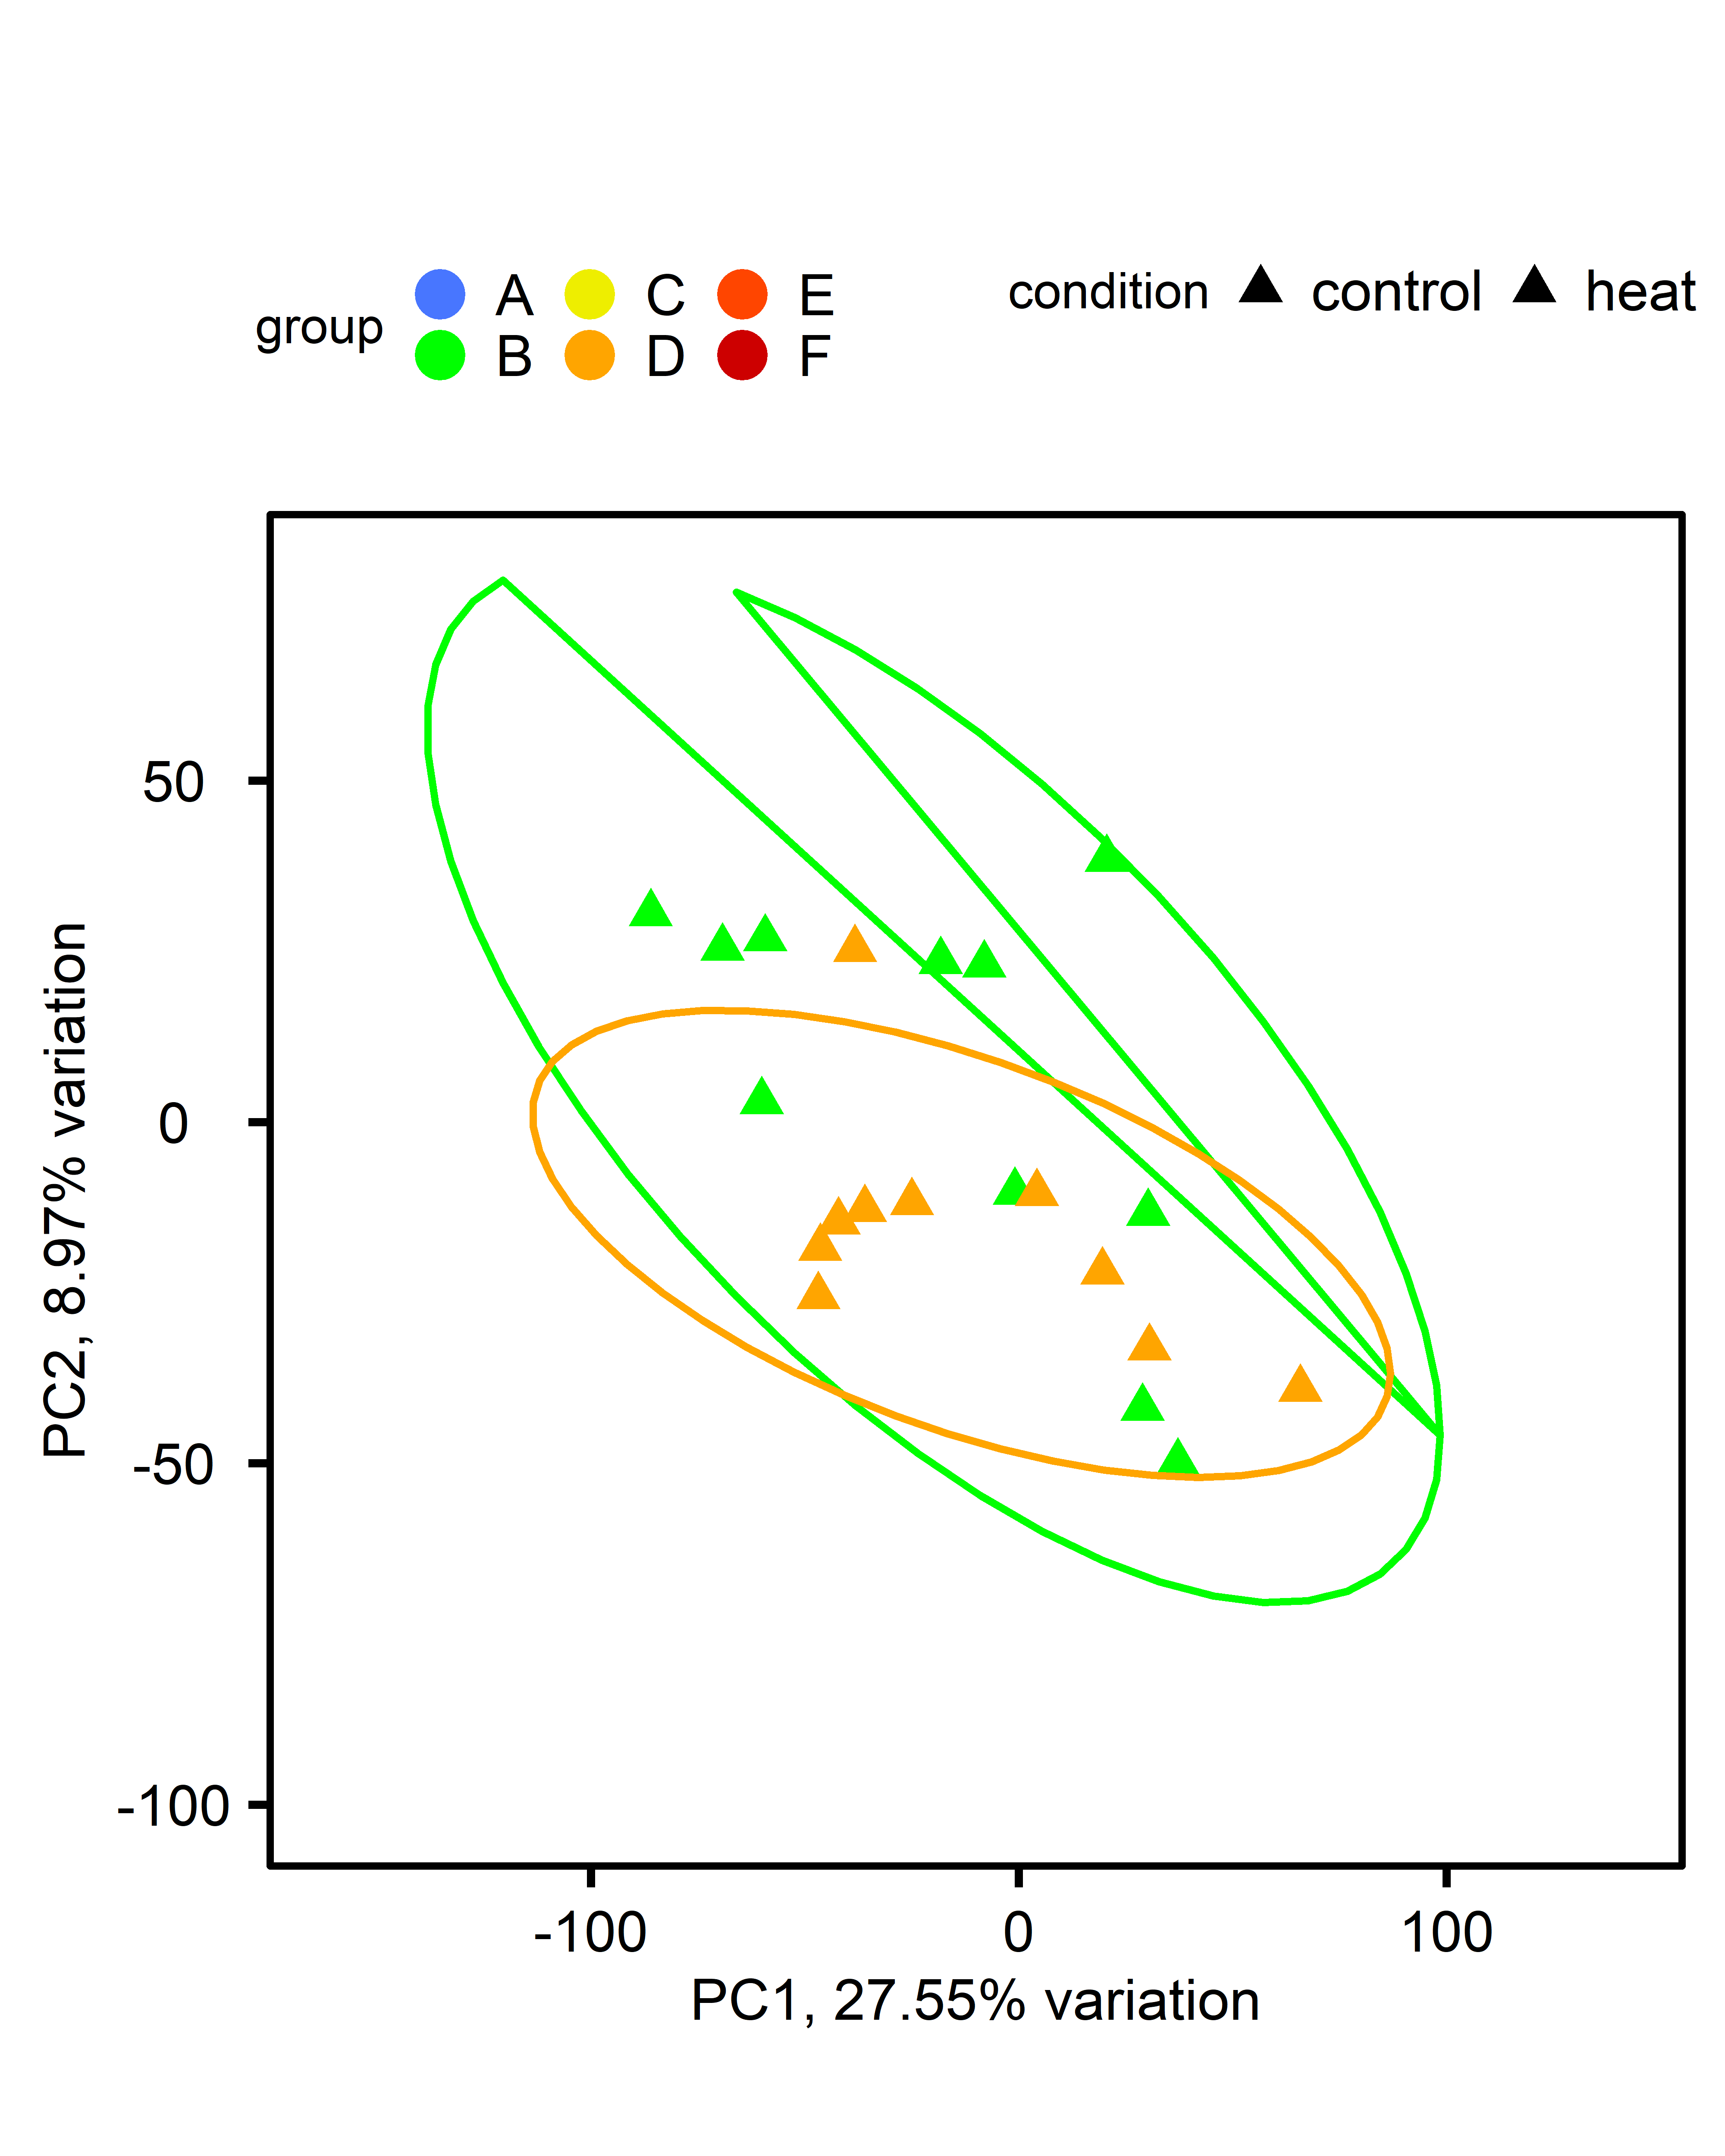 group
A
C
E
B
D
F
condition
control
heat
PC2, 8.97% variation
50
0
-50
-100
-100
0
100
PC1, 27.55% variation